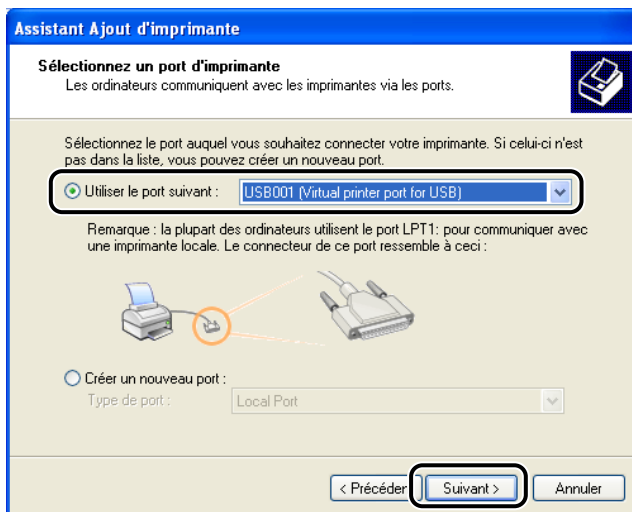 Assistant Ajout d'imprimante
Sélectionnez un port d'imprimante
Les ordinateurs communiquent avec les imprimantes via les ports.
Sélectionnez le port auquel vous souhaitez connecter votre imprimante. Si celui-ci n'est
pas dans la liste, vous pouvez créer un nouveau port.
Utiliser le port suivant : USB001 (Virtual printer port for USB)
Remarque : la plupart des ordinateurs utilisent le port LPT1: pour communiquer avec
une imprimante locale. Le connecteur de ce port ressemble à ceci :
Créer un nouveau port :
Type de port : Local Port
< Précédent Suivant > Annuler